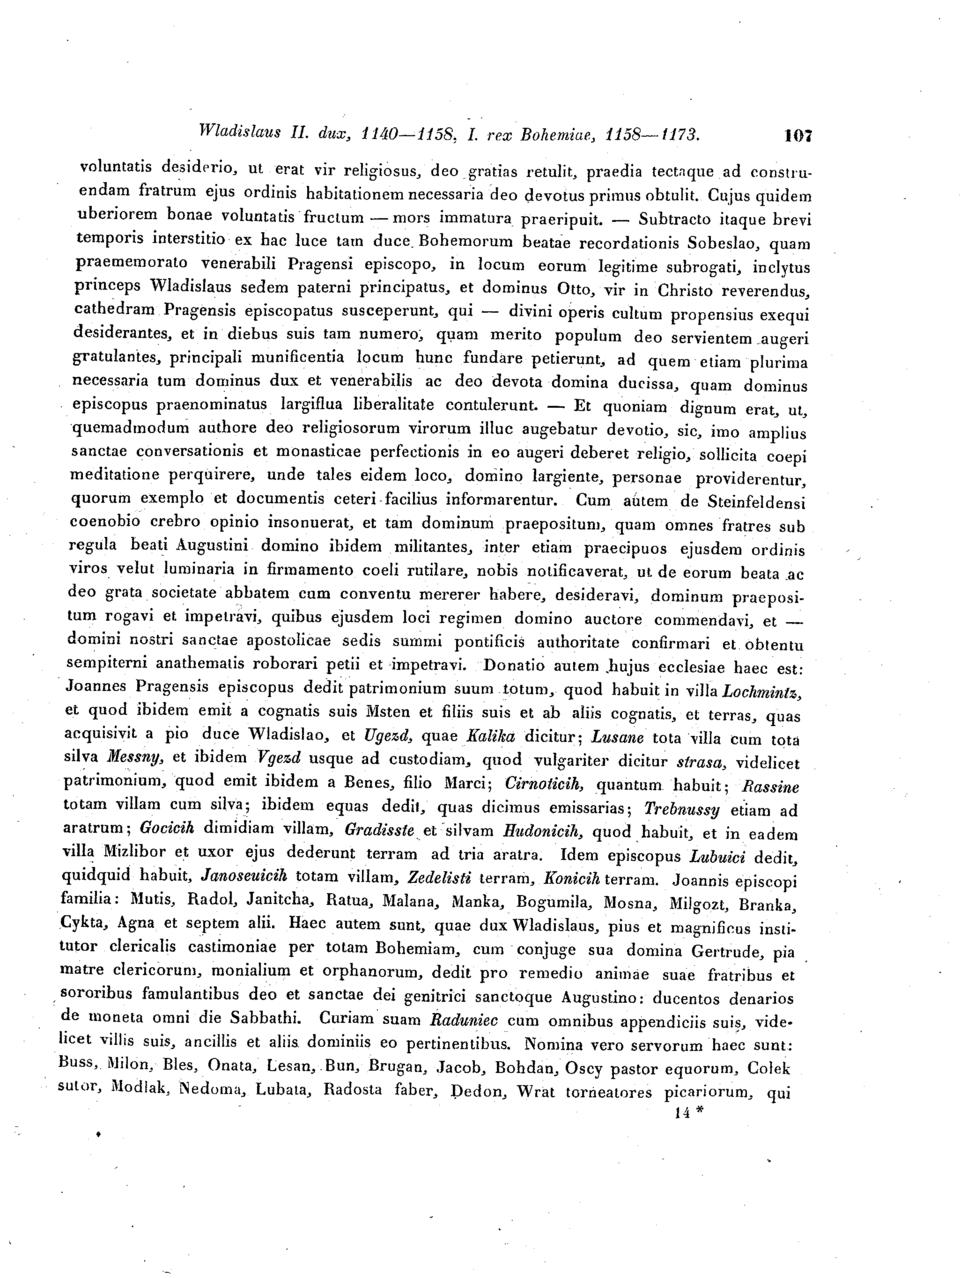 Wladislaus II. dux, 1140—1158, I. rex Bohemiae, 1158—1173. 107
voluntatis desiderio, ut erat vir religiosus, deo gratias retulit, praedia tectaque ad constru-
endam fratrum ejus ordinis habitationem necessaria deo devotus primus obtulit. Cujus quidem
uberiorem bonae voluntatis fructum — mors immatura praeripuit. — Subtracto itaque brevi
temporis interstitio ex hac luce tam duce Bohemorum beatae recordationis Sobeslao, quam
praememorato venerabili Pragensi episcopo, in locum eorum legitime subrogati, inclytus
princeps Wladislaus sedem paterni principatus, et dominus Otto, vir in Christo reverendus,
cathedram Pragensis episcopatus susceperunt, qui — divini operis cultum propensius exequi
desiderantes, et in diebus suis tam numero, quam merito populum deo servientem augeri
gratulantes, principali munificentia locum hunc fundare petierunt, ad quem etiam plurima
necessaria tum dominus dux et venerabilis ac deo devota domina ducissa, quam dominus
episcopus praenominatus largiflua liberalitate contulerunt. — Et quoniam dignum erat, ut,
quemadmodum authore deo religiosorum virorum illuc augebatur devotio, sic, imo amplius
sanctae conversationis et monasticae perfectionis in eo augeri deberet religio, sollicita coepi
meditatione perquirere, unde tales eidem loco, domino largiente, personae providerentur,
quorum exemplo et documentis ceteri facilius informarentur. Cum autem de Steinfeldensi
coenobio crebro opinio insonuerat, et tam dominum praepositum, quam omnes fratres sub
regula beati Augustini domino ibidem militantes, inter etiam praecipuos ejusdem ordinis
viros velut luminaria in firmamento coeli rutilare, nobis notificaverat, ut de eorum beata ac
deo grata societate abbatem cum conventu mererer habere, desideravi, dominum praeposi-
tum rogavi et impetravi, quibus ejusdem loci regimen domino auctore commendavi, et —
domini nostri sanctae apostolicae sedis summi pontificis authoritate confirmari et obtentu
sempiterni anathematis roborari petii et impetravi. Donatio autem hujus ecclesiae haec est:
Joannes Pragensis episcopus dedit patrimonium suum totum, quod habuit in villa Lochmintz,
et quod ibidem emit a cognatis suis Msten et filiis suis et ab aliis cognatis, et terras, quas
acquisivit a pio duce Wladislao, et Ugezd, quae Kalika dicitur; Lusane tota villa cum tota
silva Messny, et ibidem Vgezd usque ad custodiam, quod vulgariter dicitur strasa, videlicet
patrimonium, quod emit ibidem a Benes, filio Marci; Cirnoticih, quantum habuit; Rassine
totam villam cum silva; ibidem equas dedit, quas dicimus emissarias; Trebnussy etiam ad
aratrum; Gocicih dimidiam villam, Gradisste et silvam Hudonicih, quod habuit, et in eadem
villa Mizlibor et uxor ejus dederunt terram ad tria aratra. Idem episcopus Lubuici dedit,
quidquid habuit, Janoseuicih totam villam, Zedelisti terram, Konicih terram. Joannis episcopi
familia: Mutis, Radol, Janitcha, Ratua, Malana, Manka, Bogumila, Mosna, Milgozt, Branka,
Cykta, Agna et septem alii. Haec autem sunt, quae dux Wladislaus, pius et magnificus insti-
tutor clericalis castimoniae per totam Bohemiam, cum conjuge sua domina Gertrude, pia
matre clericorum, monialium et orphanorum, dedit pro remedio animae suae fratribus et
sororibus famulantibus deo et sanctae dei genitrici sanctoque Augustino: ducentos denarios
de moneta omni die Sabbathi. Curiam suam Raduniec cum omnibus appendiciis suis, vide-
licet villis suis, ancillis et aliis dominiis eo pertinentibus. Nomina vero servorum haec sunt:
Buss, Milon, Bles, Onata, Lesan, Bun, Brugan, Jacob, Bohdan, Oscy pastor equorum, Colek
sutor, Modlak, Nedoma, Lubata, Radosta faber, Dedon, Wrat torneatores picariorum, qui
14 *